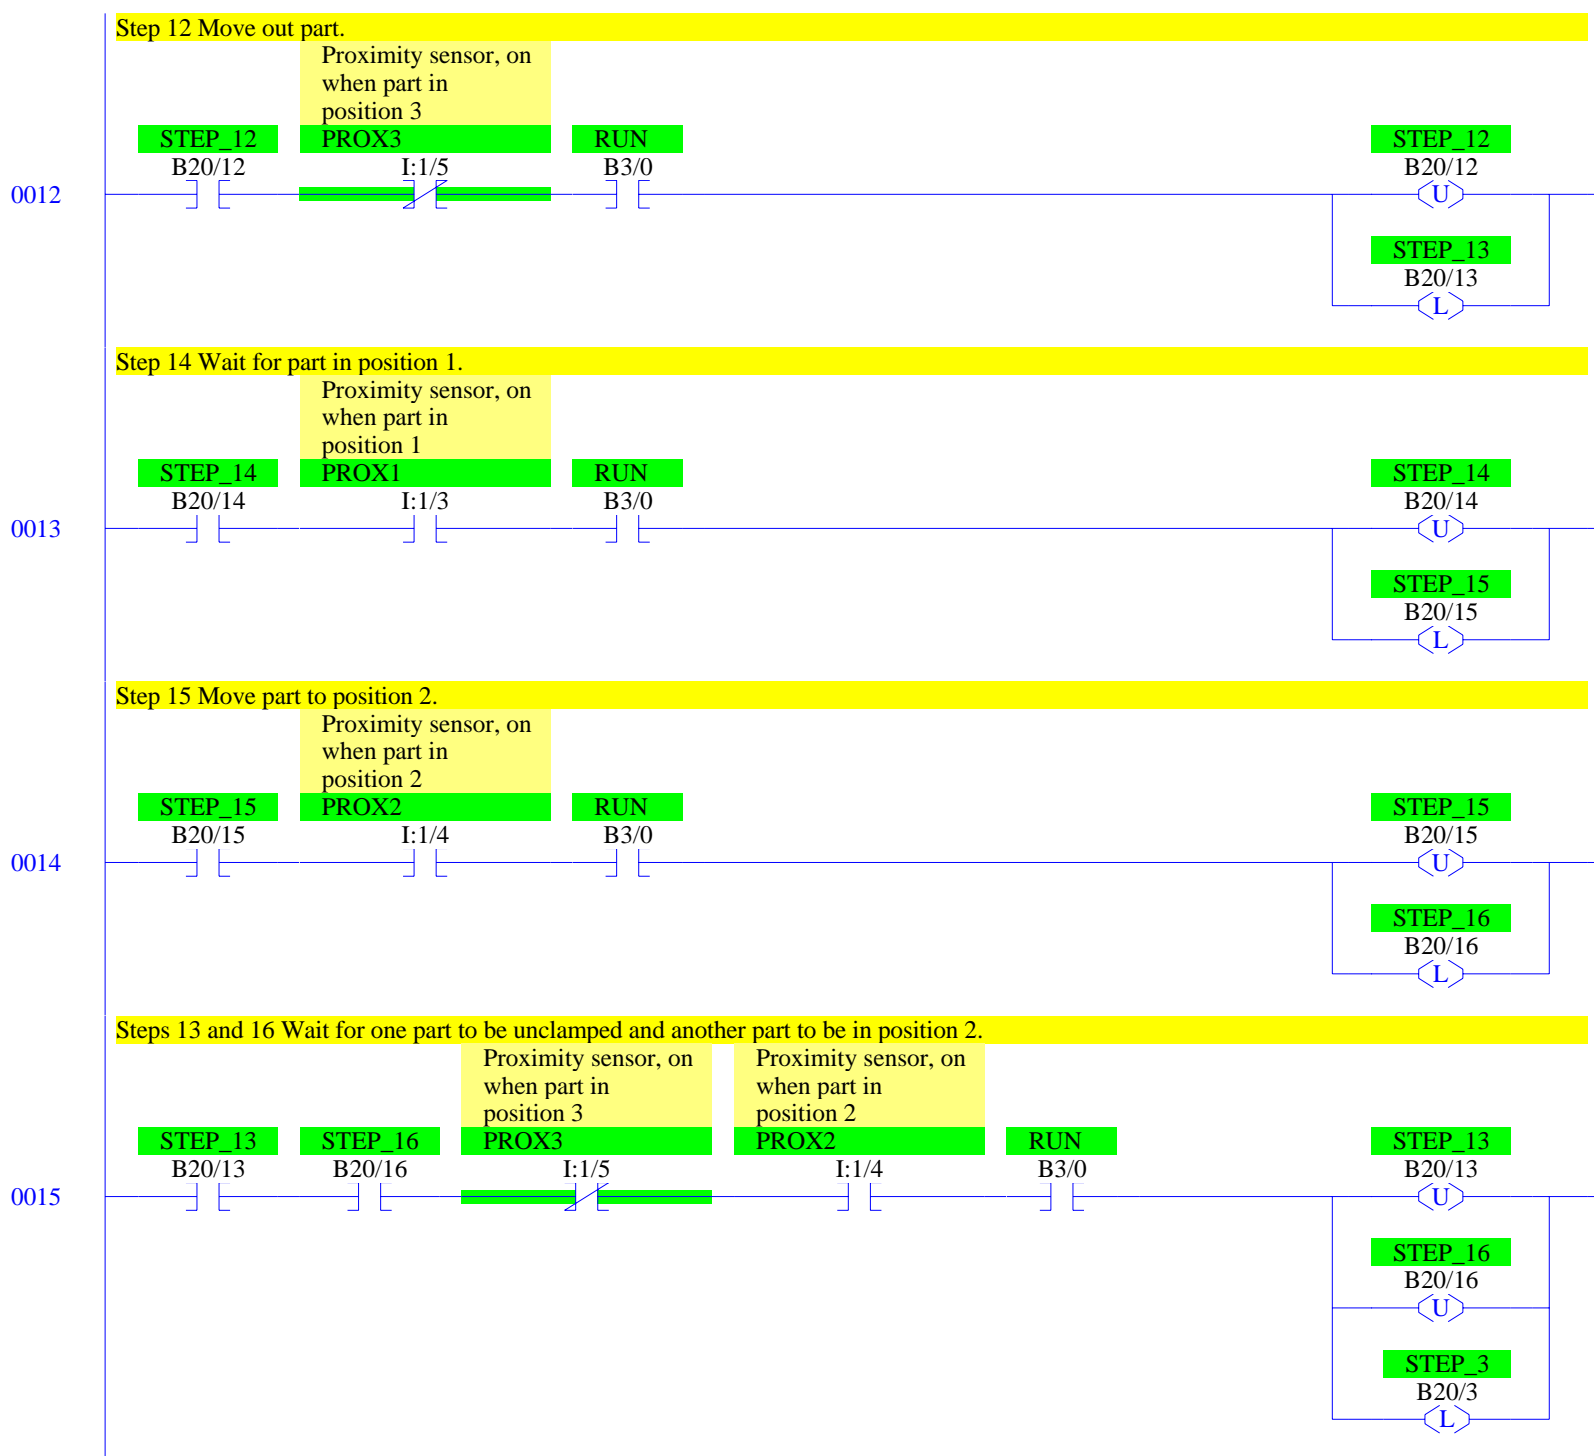 Step 12 Move out part.
Proximity sensor, on
when part in
position 3
STEP_12 PROX3 RUN STEP_12
B20/12 I:1/5 B3/0 B20/12
0012 U
STEP_13
B20/13
L
Step 14 Wait for part in position 1.
Proximity sensor, on
when part in
position 1
STEP_14 PROX1 RUN STEP_14
B20/14 I:1/3 B3/0 B20/14
0013 U
STEP_15
B20/15
L
Step 15 Move part to position 2.
Proximity sensor, on
when part in
position 2
STEP_15 PROX2 RUN STEP_15
B20/15 I:1/4 B3/0 B20/15
0014 U
STEP_16
B20/16
L
Steps 13 and 16 Wait for one part to be unclamped and another part to be in position 2.
Proximity sensor, on Proximity sensor, on
when part in when part in
position 3 position 2
STEP_13 STEP_16 PROX3 PROX2 RUN STEP_13
B20/13 B20/16 I:1/5 I:1/4 B3/0 B20/13
0015 U
STEP_16
B20/16
U
STEP_3
B20/3
L